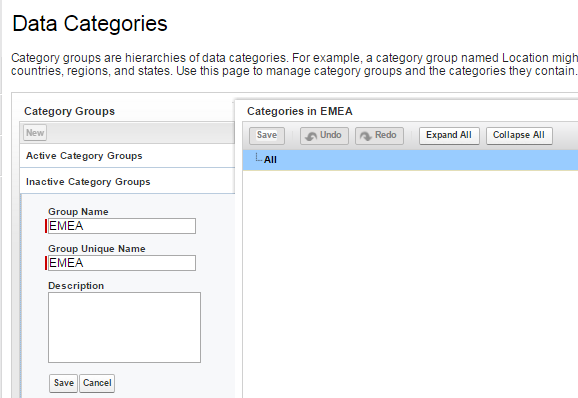 Data Categories
Category groups are hierarchies of data categories. For example, a category group named Location migh
countries, regions, and states. Use this page to manage category groups and the categories they contain.
Category Groups
New
Active Category Groups
Inactive Category Groups
Group Name
EMEA
Group Unique Name
EMEA
Description
Save Cancel
Categories in EMEA
Save Undo Redo Expand All Collapse All
All